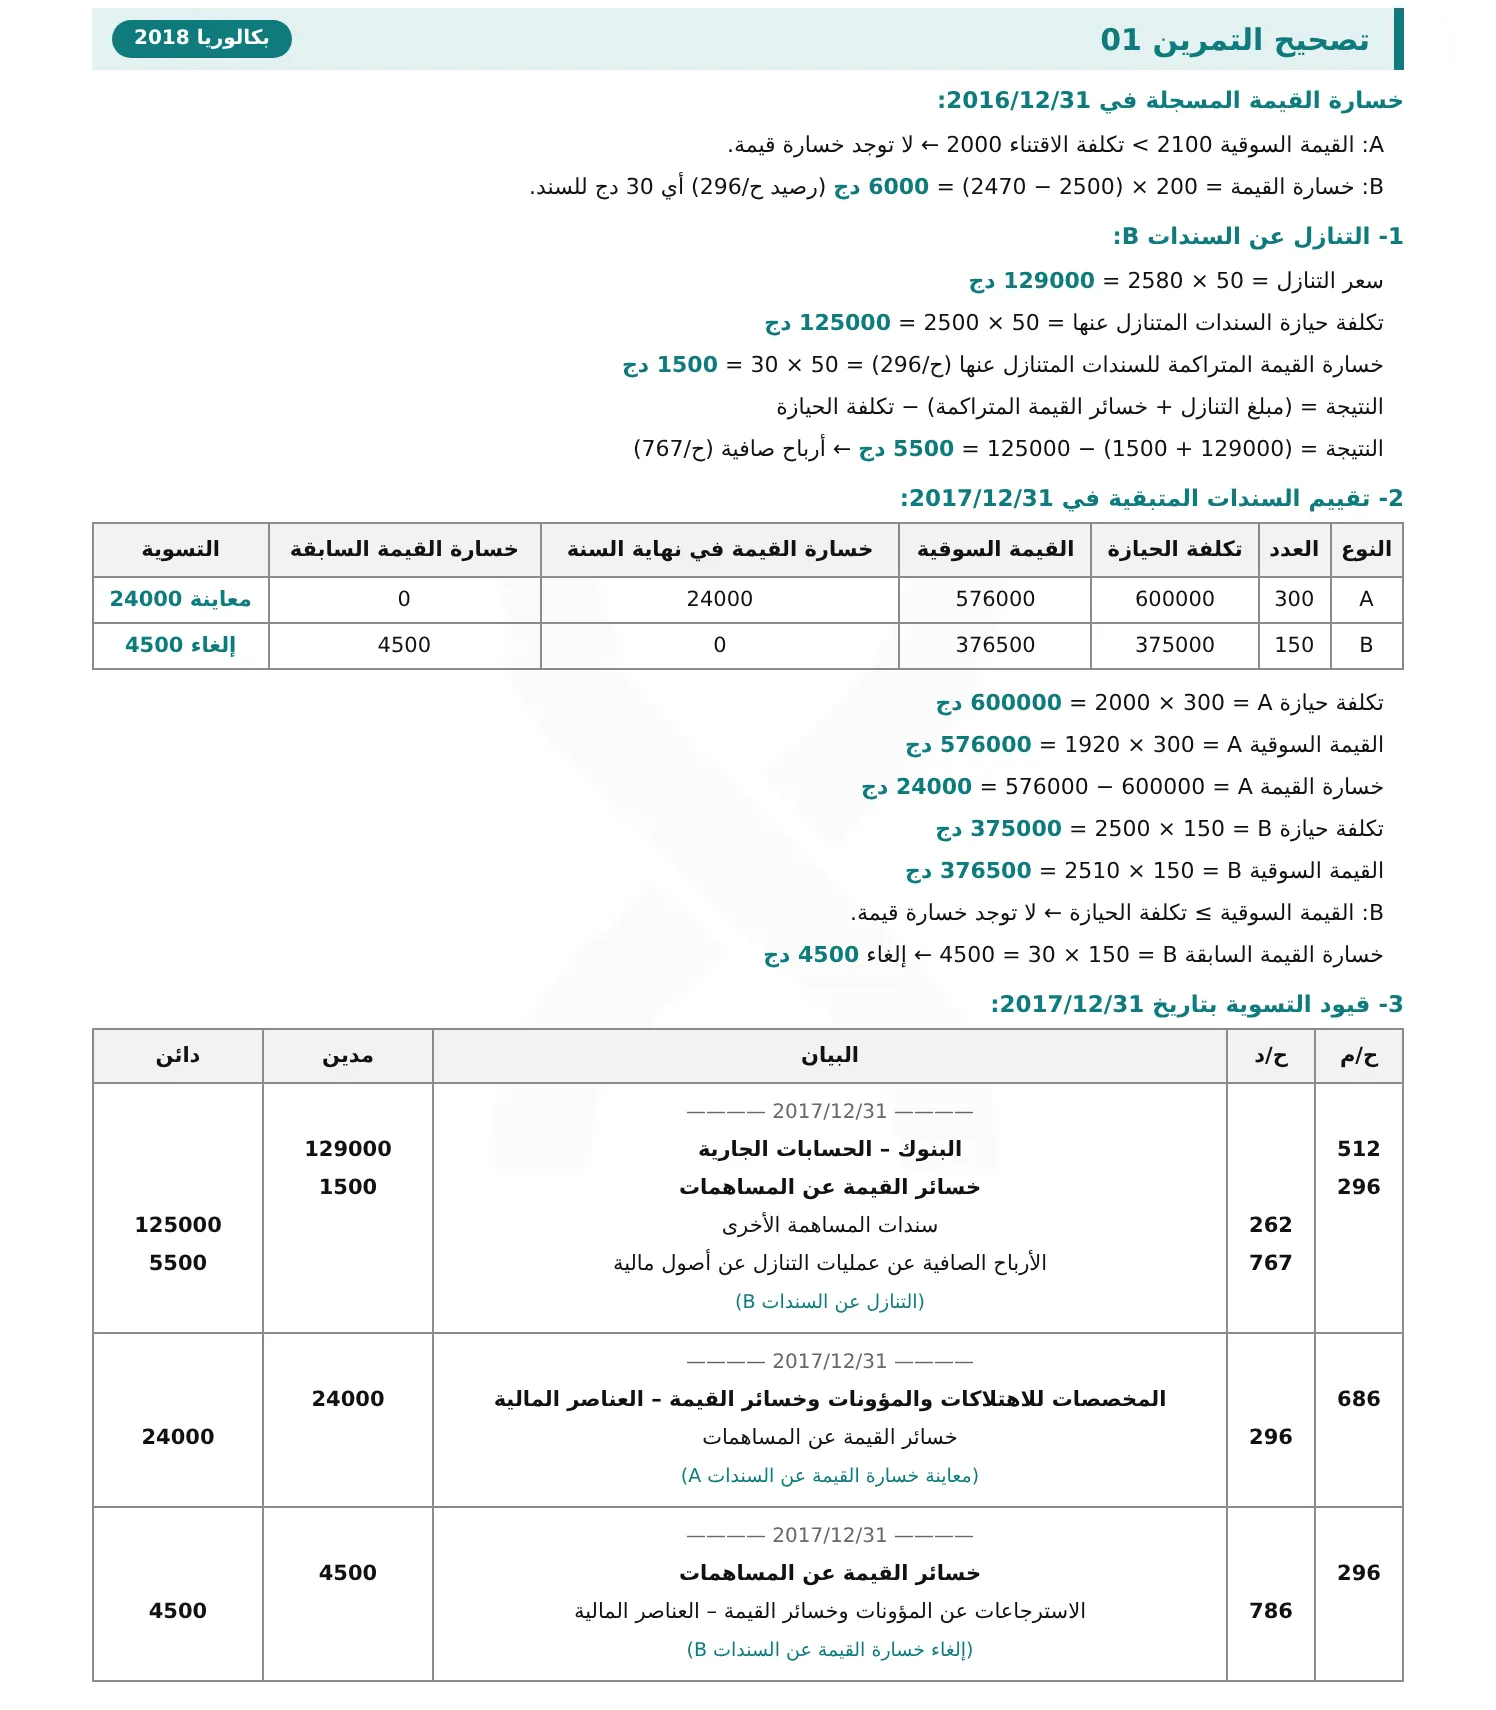 تصحيح التمرين 01
بكالوريا 2018
خسارة القيمة المسجلة في 2016/12/31:
A: القيمة السوقية 2100 > تكلفة الاقتناء 2000 ← لا توجد خسارة قيمة.
B: خسارة القيمة = 200 × (2500 − 2470) = 6000 دج (رصيد ح/296) أي 30 دج للسند.
1- التنازل عن السندات B:
سعر التنازل = 50 × 2580 = 129000 دج
تكلفة حيازة السندات المتنازل عنها = 50 × 2500 = 125000 دج
خسارة القيمة المتراكمة للسندات المتنازل عنها (ح/296) = 50 × 30 = 1500 دج
النتيجة = (مبلغ التنازل + خسائر القيمة المتراكمة) − تكلفة الحيازة
النتيجة = (129000 + 1500) − 125000 = 5500 دج ← أرباح صافية (ح/767)
2- تقييم السندات المتبقية في 2017/12/31:
النوع العدد تكلفة الحيازة القيمة السوقية خسارة القيمة في نهاية السنة خسارة القيمة السابقة التسوية
A 300 600000 576000 24000 0 معاينة 24000
B 150 375000 376500 0 4500 إلغاء 4500
تكلفة حيازة A = 300 × 2000 = 600000 دج
القيمة السوقية A = 300 × 1920 = 576000 دج
خسارة القيمة A = 600000 − 576000 = 24000 دج
تكلفة حيازة B = 150 × 2500 = 375000 دج
القيمة السوقية B = 150 × 2510 = 376500 دج
B: القيمة السوقية ≤ تكلفة الحيازة ← لا توجد خسارة قيمة.
خسارة القيمة السابقة B = 150 × 30 = 4500 ← إلغاء 4500 دج
3- قيود التسوية بتاريخ 2017/12/31:
ح/م ح/د البيان مدين دائن
———— 2017/12/31 ————
512 البنوك – الحسابات الجارية 129000
296 خسائر القيمة عن المساهمات 1500
262 سندات المساهمة الأخرى 125000
767 الأرباح الصافية عن عمليات التنازل عن أصول مالية 5500
(التنازل عن السندات B)
———— 2017/12/31 ————
686 المخصصات للاهتلاكات والمؤونات وخسائر القيمة – العناصر المالية 24000
296 خسائر القيمة عن المساهمات 24000
(معاينة خسارة القيمة عن السندات A)
———— 2017/12/31 ————
296 خسائر القيمة عن المساهمات 4500
786 الاسترجاعات عن المؤونات وخسائر القيمة – العناصر المالية 4500
(إلغاء خسارة القيمة عن السندات B)